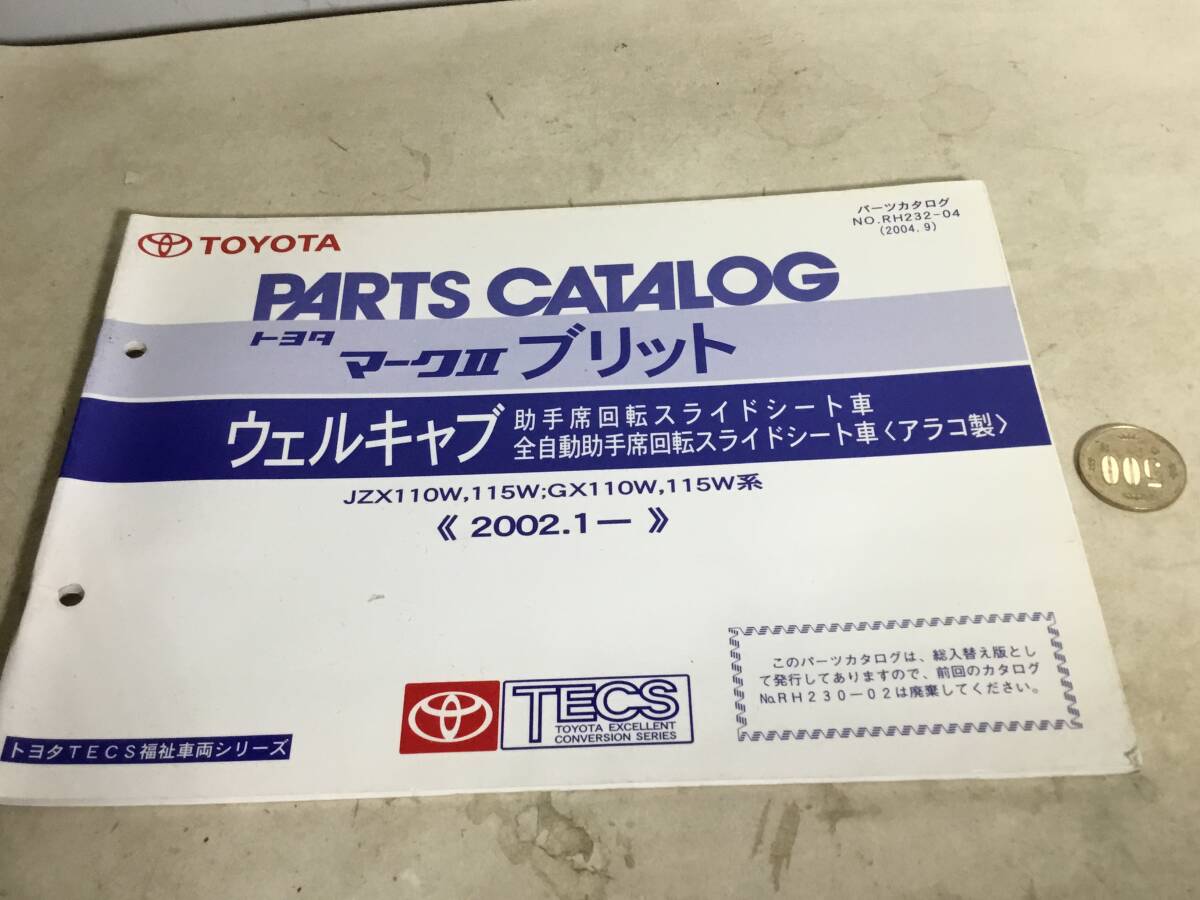 TOYOTA
パーツカタログ
NO.RH232-04
(2004.9)
PARTS CATALOG
トヨタ
マークII ブリット
ウェルキャブ
助手席回転スライドシート車
全自動助手席回転スライドシート車〈アラコ製〉
JZX110W,115W;GX110W,115W系
《 2002.1ー 》
500
このパーツカタログは、総入替え版とし
て発行してありますので、前回のカタログ
No.RH230-02は廃棄してください。
TECS
TOYOTA EXCELLENT
CONVERSION SERIES
トヨタTECS福祉車両シリーズ